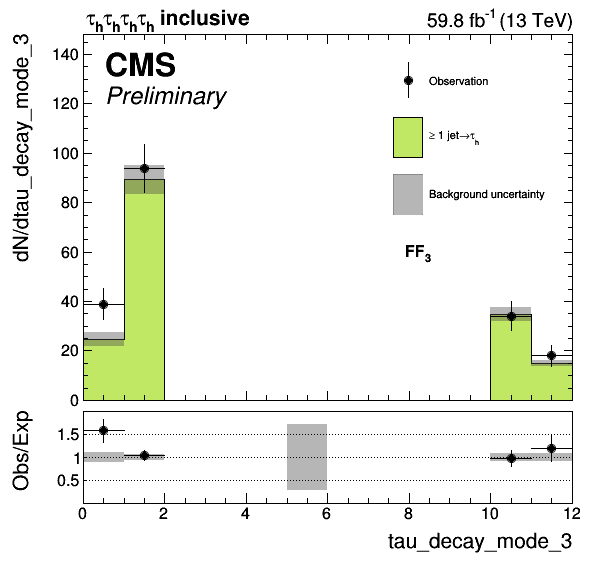 τhτhτhτh inclusive
59.8 fb⁻¹ (13 TeV)
dN/dtau_decay_mode_3
140
120
100
80
60
40
20
0
CMS
Preliminary
Observation
≥ 1 jet→τh
Background uncertainty
FF3
Obs/Exp
1.5
1
0.5
0 2 4 6 8 10 12
tau_decay_mode_3